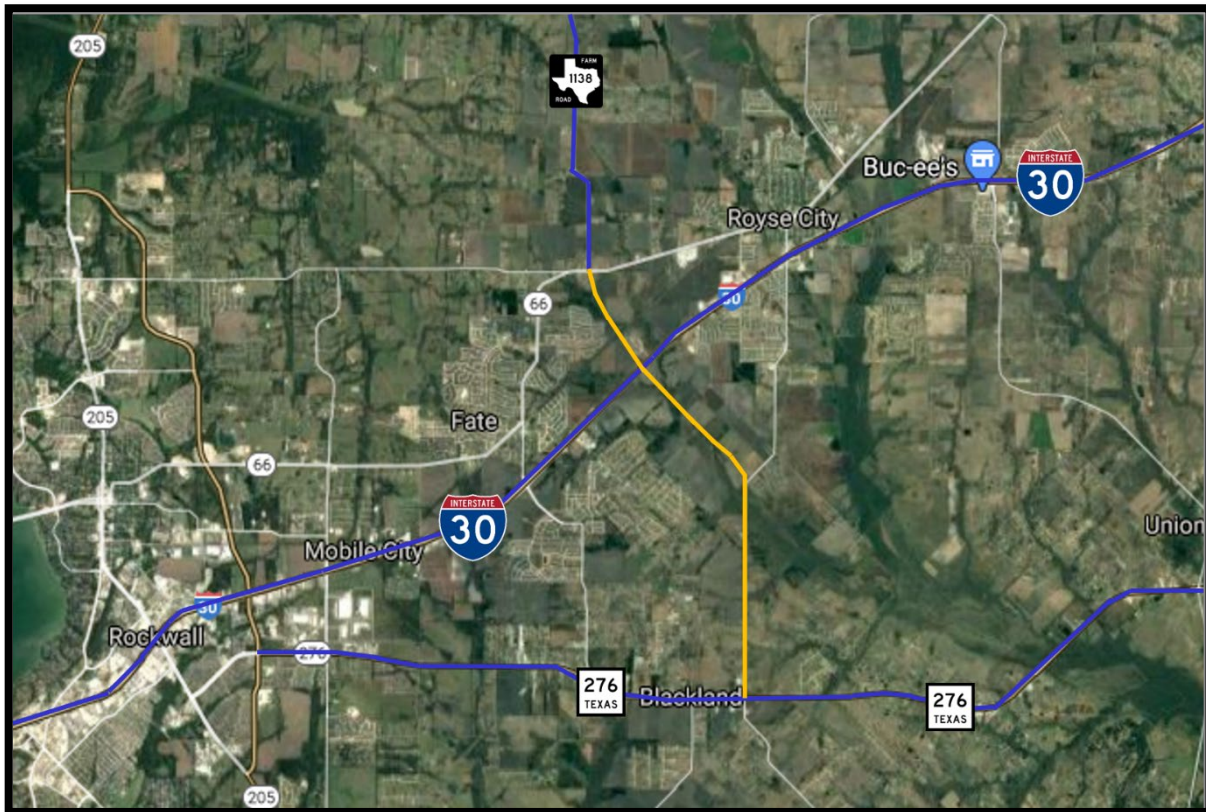 205
FARM
1138
ROAD
Buc-ee's
INTERSTATE
30
Royse City
30
66
205
Fate
66
INTERSTATE
30
Mobile City
Union
30
Rockwall
276
276
TEXAS
Blackland
276
TEXAS
205